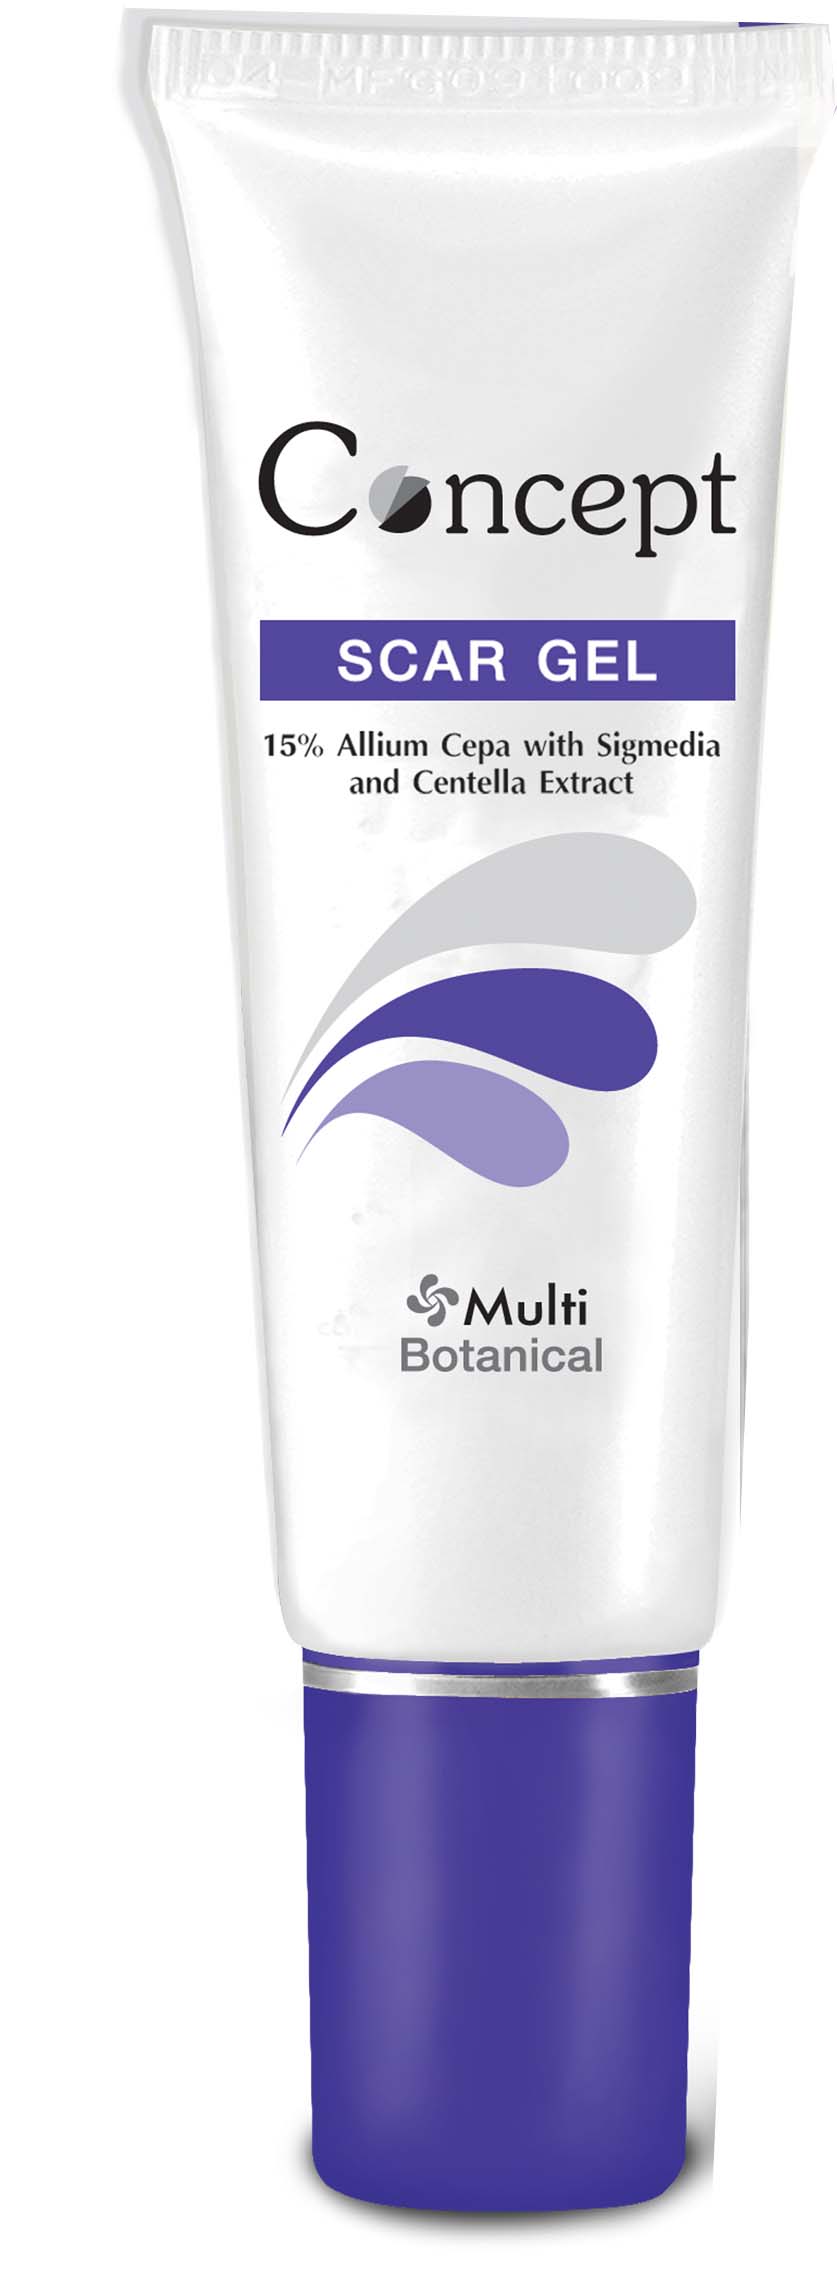 Concept
SCAR GEL
15% Allium Cepa with Sigmedia
and Centella Extract
Multi
Botanical